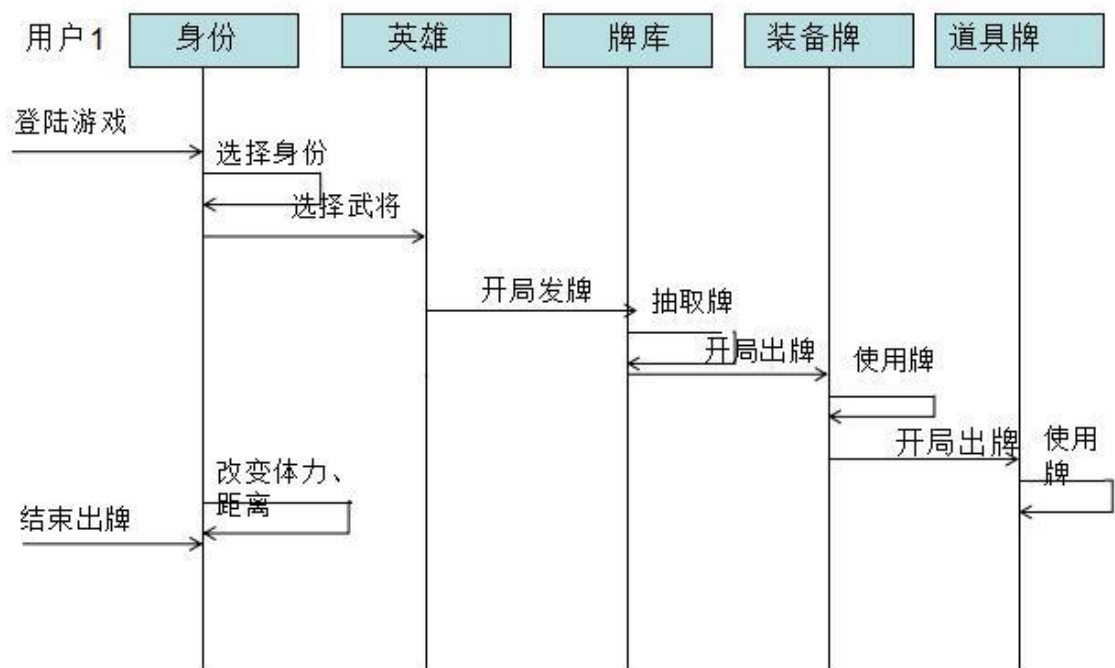 用户1
身份
英雄
牌库
装备牌
道具牌
登陆游戏
选择身份
选择武将
开局发牌
抽取牌
开局出牌
使用牌
开局出牌
使用
牌
改变体力、
距离
结束出牌